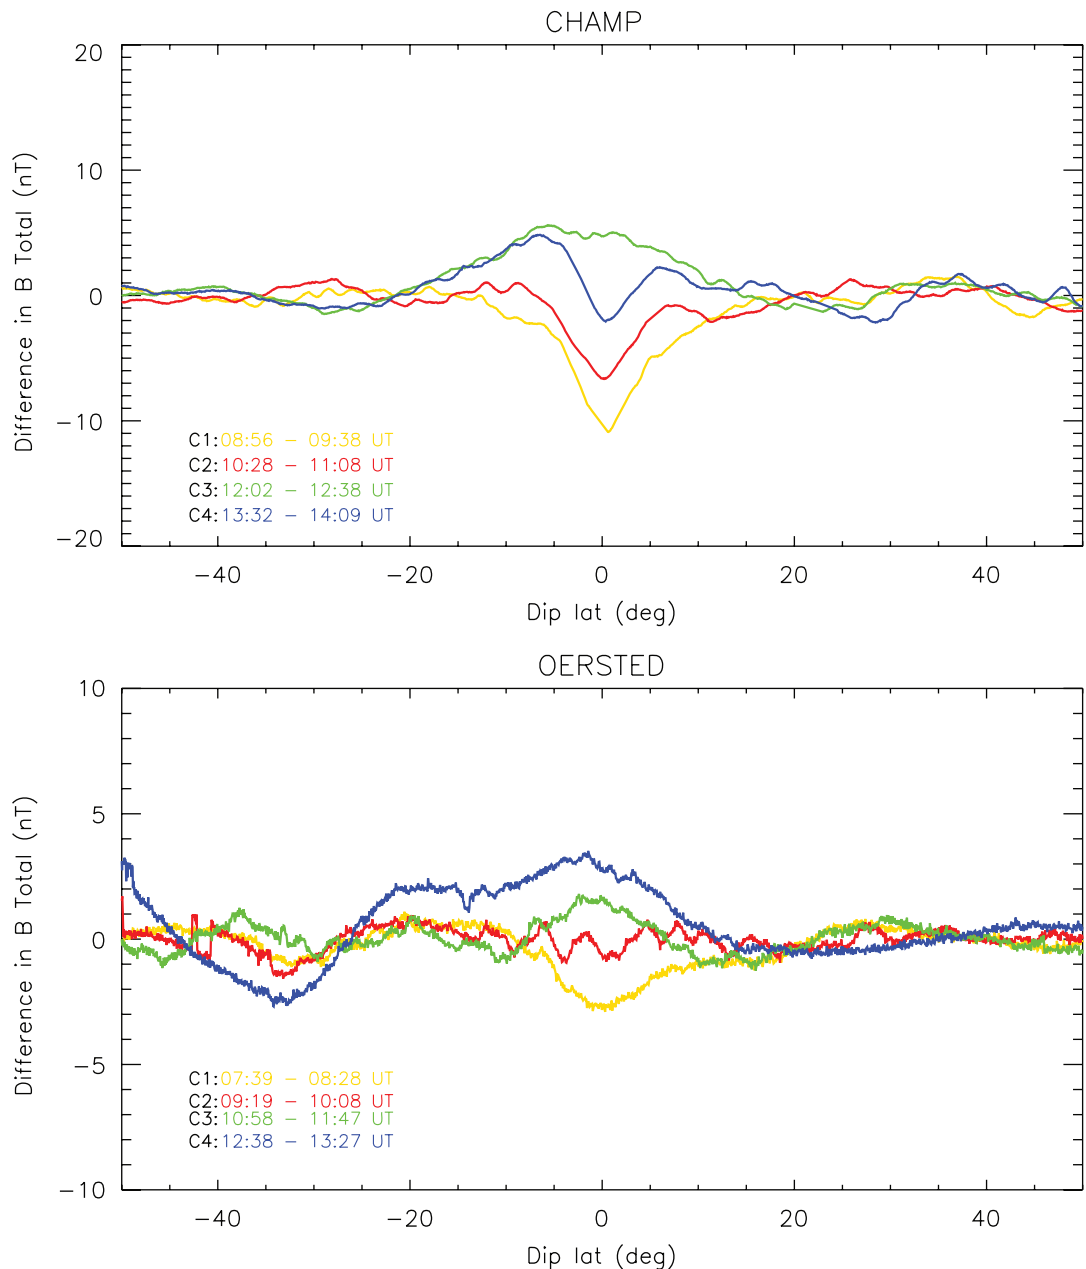 CHAMP
20
10
0
−10
−20
Difference in B Total (nT)
C1:08:56 − 09:38 UT
C2:10:28 − 11:08 UT
C3:12:02 − 12:38 UT
C4:13:32 − 14:09 UT
−40 −20 0 20 40
Dip lat (deg)
OERSTED
10
5
0
−5
−10
Difference in B Total (nT)
C1:07:39 − 08:28 UT
C2:09:19 − 10:08 UT
C3:10:58 − 11:47 UT
C4:12:38 − 13:27 UT
−40 −20 0 20 40
Dip lat (deg)